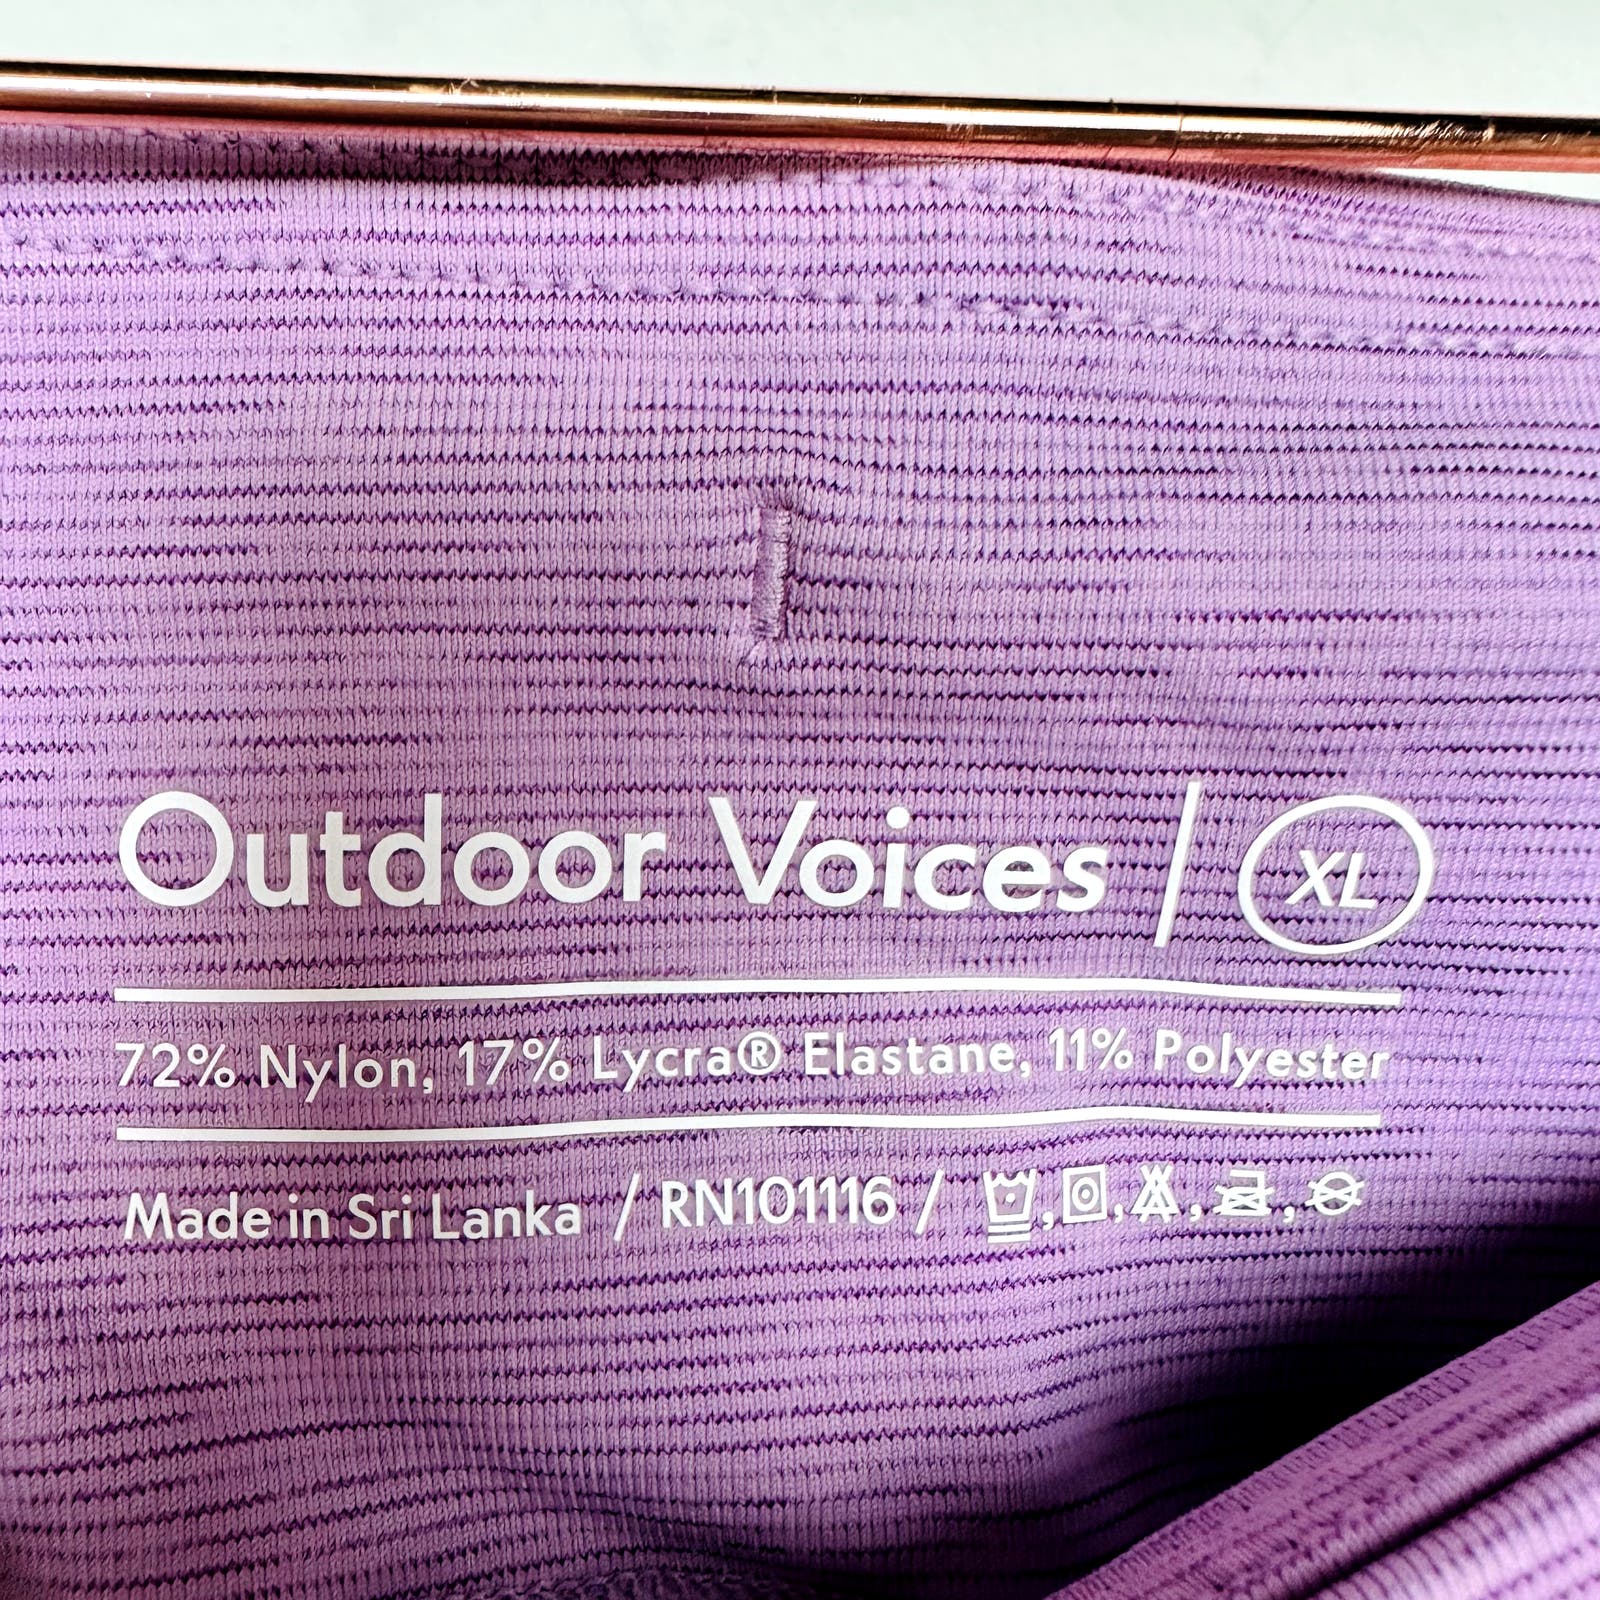 Outdoor Voices | XL
72% Nylon, 17% Lycra® Elastane, 11% Polyester
Made in Sri Lanka / RN101116 /